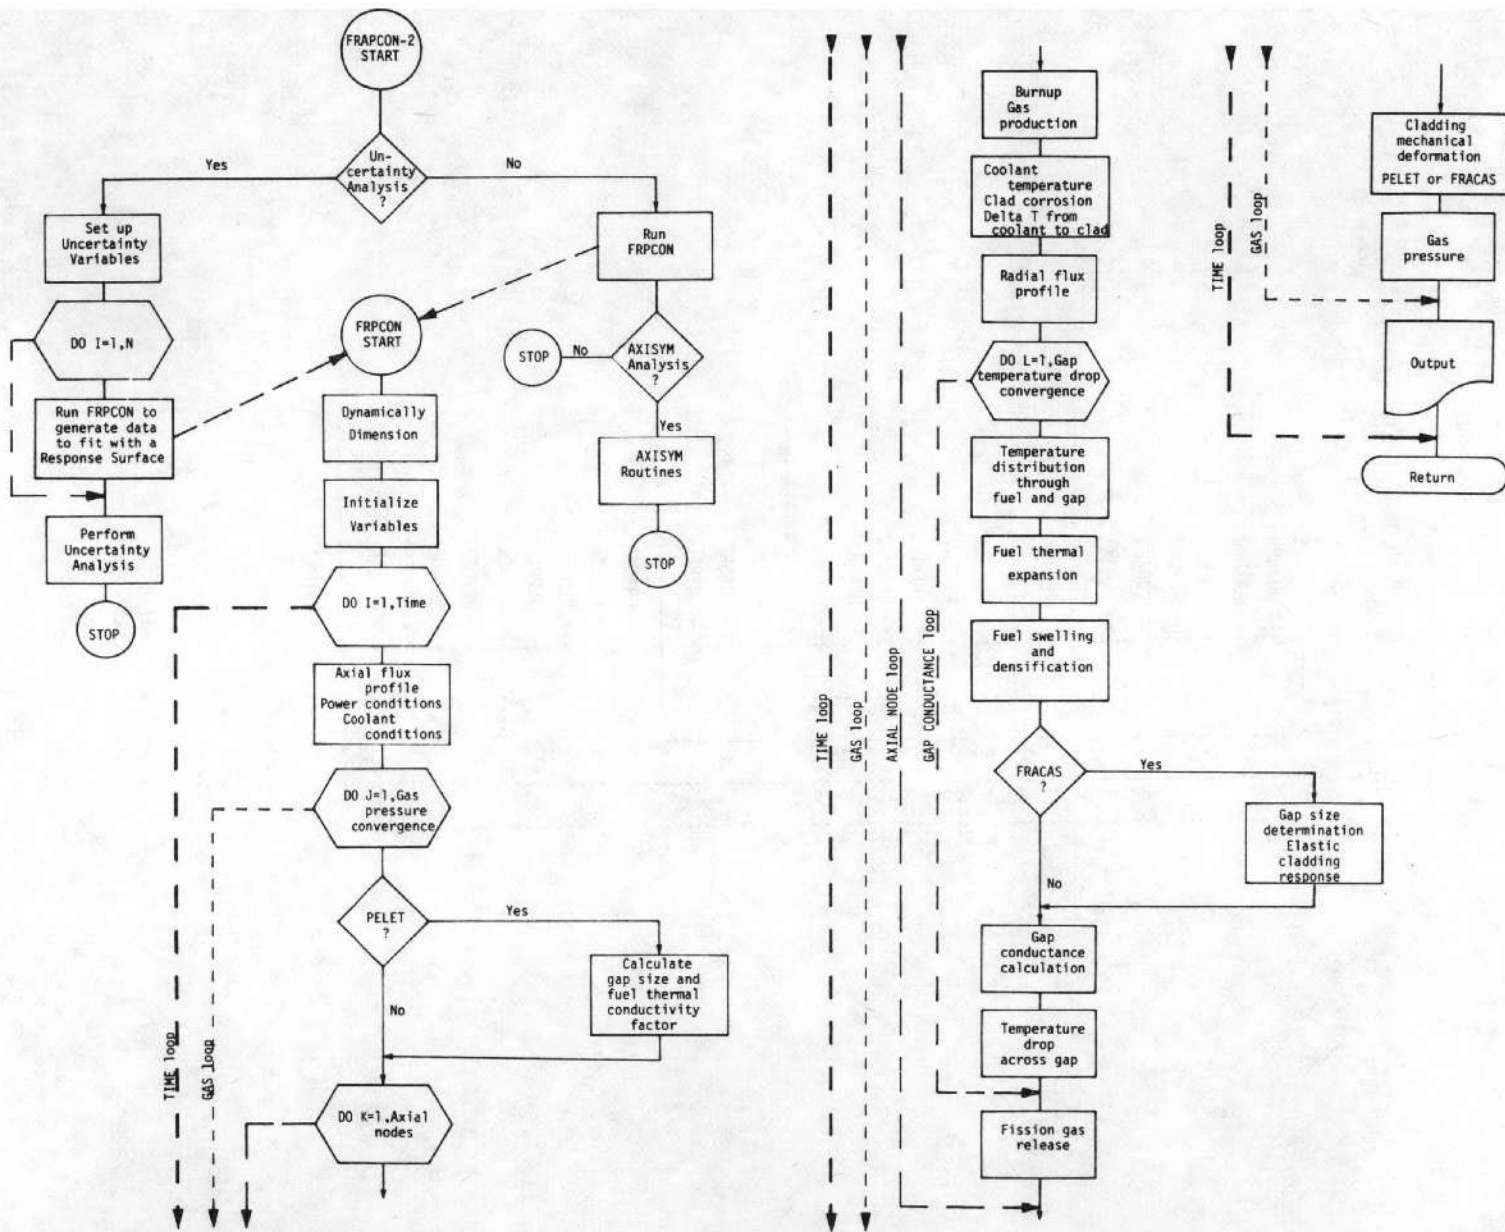 FRAPCON-2
START
Un-
certainty
Analysis
?
Yes
No
Set up
Uncertainty
Variables
DO I=1,N
Run FRPCON to
generate data
to fit with a
Response Surface
Perform
Uncertainty
Analysis
STOP
Run
FRPCON
FRPCON
START
AXISYM
Analysis
?
No
STOP
Yes
AXISYM
Routines
STOP
Dynamically
Dimension
Initialize
Variables
DO I=1,Time
Axial flux
profile
Power conditions
Coolant
conditions
DO J=1,Gas
pressure
convergence
PELET
?
Yes
No
Calculate
gap size and
fuel thermal
conductivity
factor
DO K=1,Axial
nodes
TIME loop
GAS loop
Burnup
Gas
production
Coolant
temperature
Clad corrosion
Delta T from
coolant to clad
Radial flux
profile
DO L=1,Gap
temperature drop
convergence
Temperature
distribution
through
fuel and gap
Fuel thermal
expansion
Fuel swelling
and
densification
FRACAS
?
Yes
No
Gap size
determination
Elastic
cladding
response
Gap
conductance
calculation
Temperature
drop
across gap
Fission gas
release
TIME loop
GAS loop
AXIAL NODE loop
GAP CONDUCTANCE loop
Cladding
mechanical
deformation
PELET or FRACAS
Gas
pressure
Output
Return
TIME loop
GAS loop